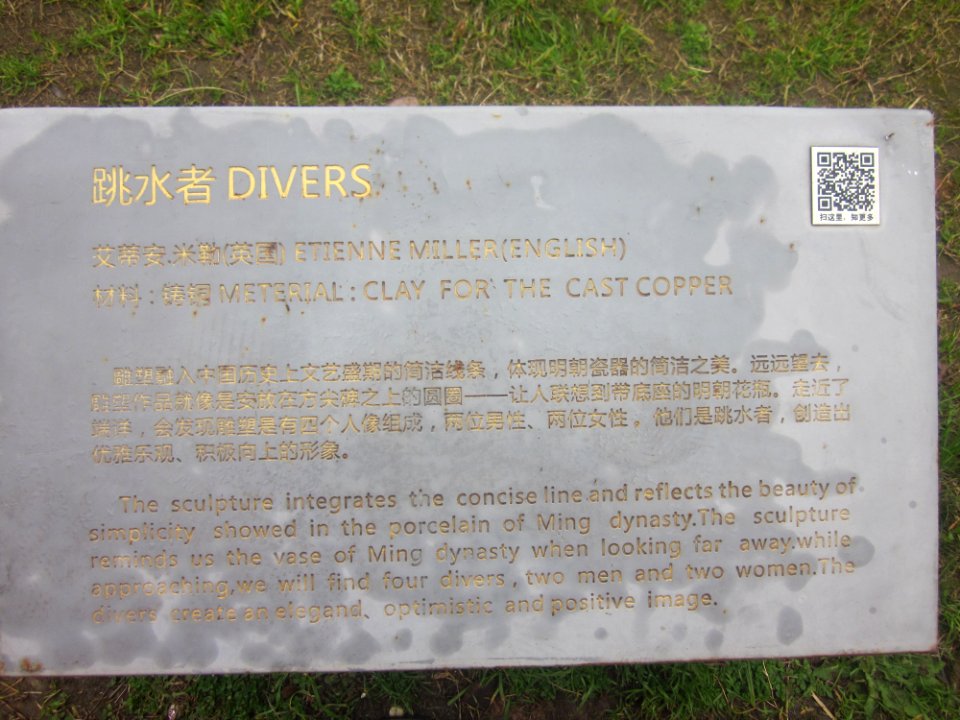 跳水者 DIVERS
扫这里，知更多
艾蒂安.米勒(英国) ETIENNE MILLER(ENGLISH)
材料：铸铜 METERIAL: CLAY FOR THE CAST COPPER
雕塑融入中国历史上文艺盛期的简洁线条，体现明朝瓷器的简洁之美。远远望去，
雕塑作品就像是安放在方尖碑之上的圆圈——让人联想到带底座的明朝花瓶。走近了
端详，会发现雕塑是有四个人像组成，两位男性、两位女性。他们是跳水者，创造出
优雅乐观、积极向上的形象。
The sculpture integrates the concise line and reflects the beauty of
simplicity showed in the porcelain of Ming dynasty.The sculpture
reminds us the vase of Ming dynasty when looking far away.while
approaching,we will find four divers , two men and two women.The
divers create an elegand、optimistic and positive image.